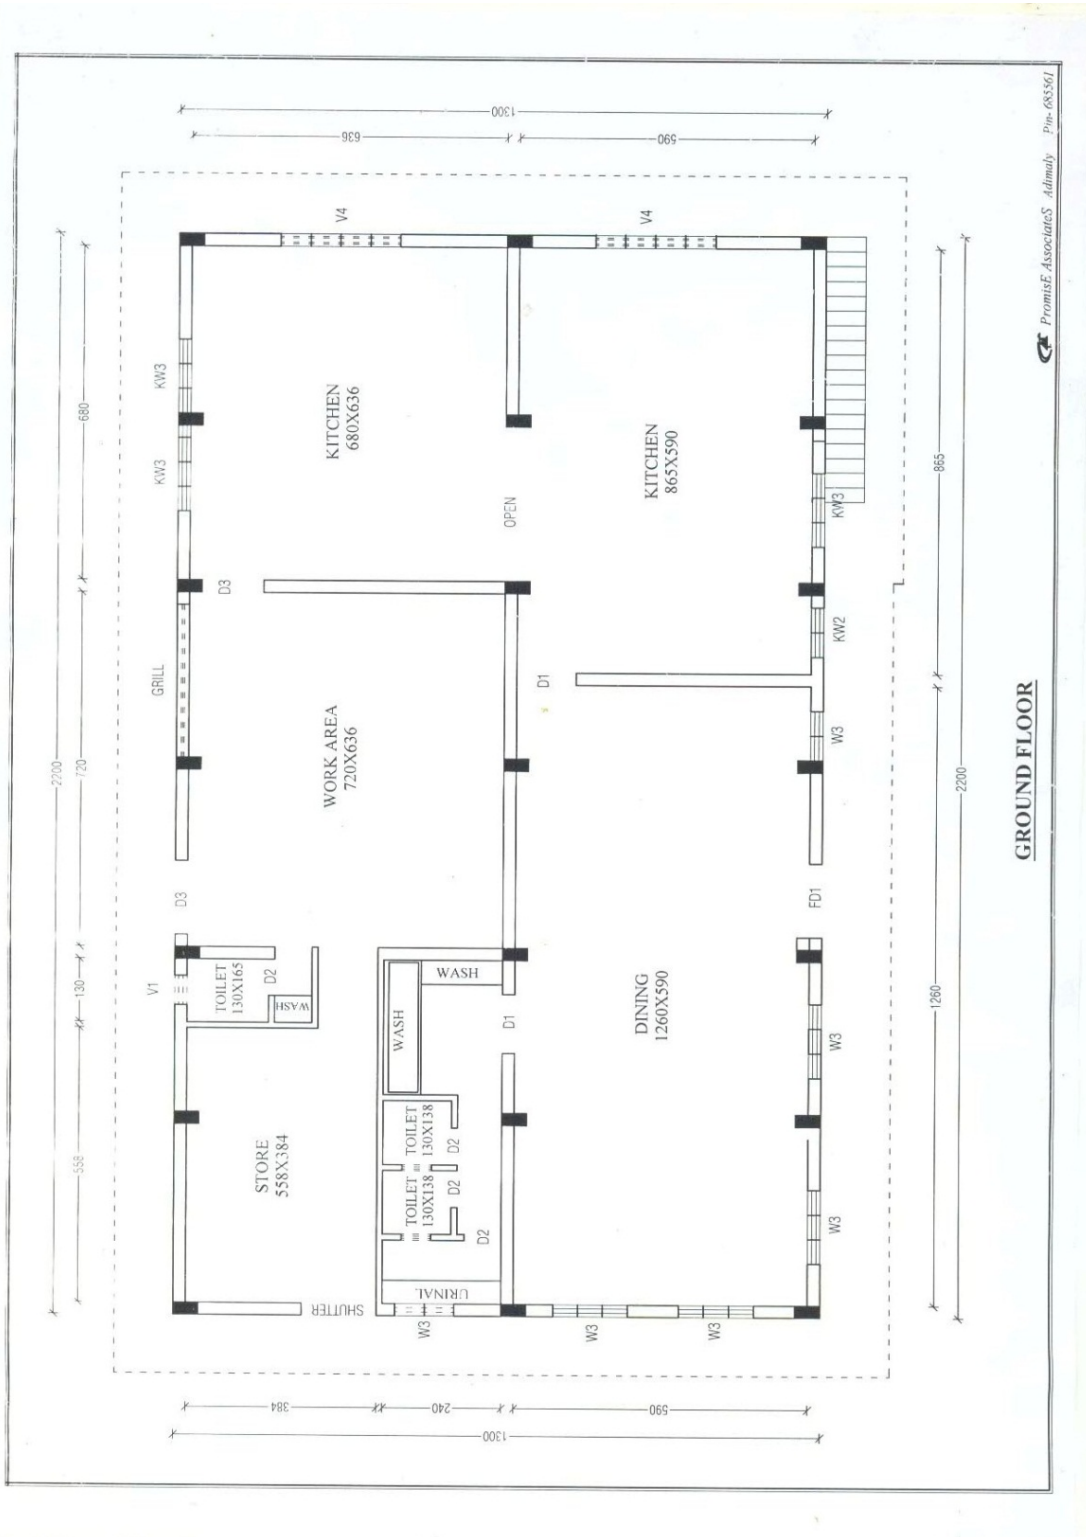 2200
558
130
720
680
V1
D3
GRILL
KW3
KW3
1300
384
240
590
TOILET
130X165
D2
WASH
D3
STORE
558X384
SHUTTER
WORK AREA
720X636
KITCHEN
680X636
V4
636
1300
WASH
WASH
TOILET
130X138
TOILET
130X138
D2
D2
D2
URINAL
W3
D1
OPEN
D1
W3
W3
DINING
1260X590
KITCHEN
865X590
V4
590
FD1
W3
W3
W3
KW2
KW3
1260
865
2200
GROUND FLOOR
PromisE AssociateS Adimaly Pin- 685561